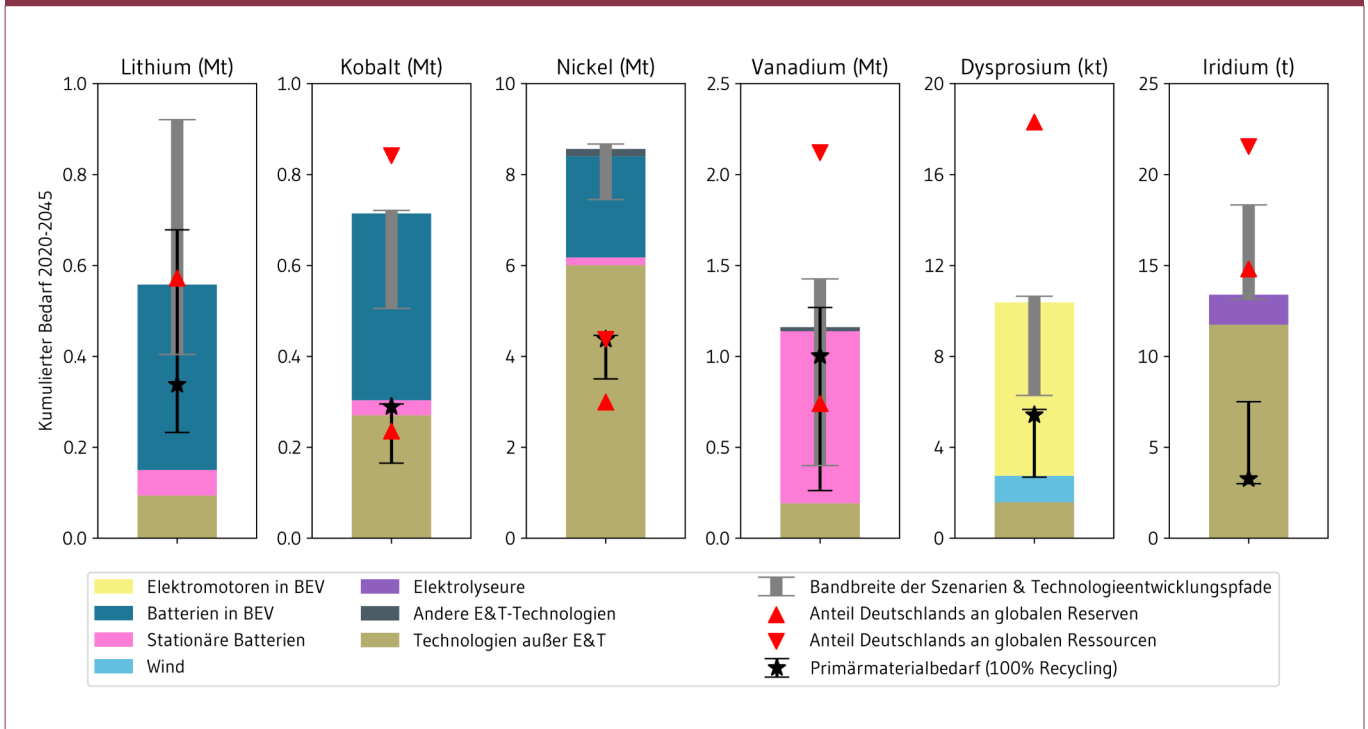 Lithium (Mt)
Kobalt (Mt)
Nickel (Mt)
Vanadium (Mt)
Dysprosium (kt)
Iridium (t)
Kumulierter Bedarf 2020-2045
1.0
0.8
0.6
0.4
0.2
0.0
1.0
0.8
0.6
0.4
0.2
0.0
10
8
6
4
2
0
2.5
2.0
1.5
1.0
0.5
0.0
20
16
12
8
4
0
25
20
15
10
5
0
Elektromotoren in BEV
Batterien in BEV
Stationäre Batterien
Wind
Elektrolyseure
Andere E&T-Technologien
Technologien außer E&T
Bandbreite der Szenarien & Technologieentwicklungspfade
Anteil Deutschlands an globalen Reserven
Anteil Deutschlands an globalen Ressourcen
Primärmaterialbedarf (100% Recycling)